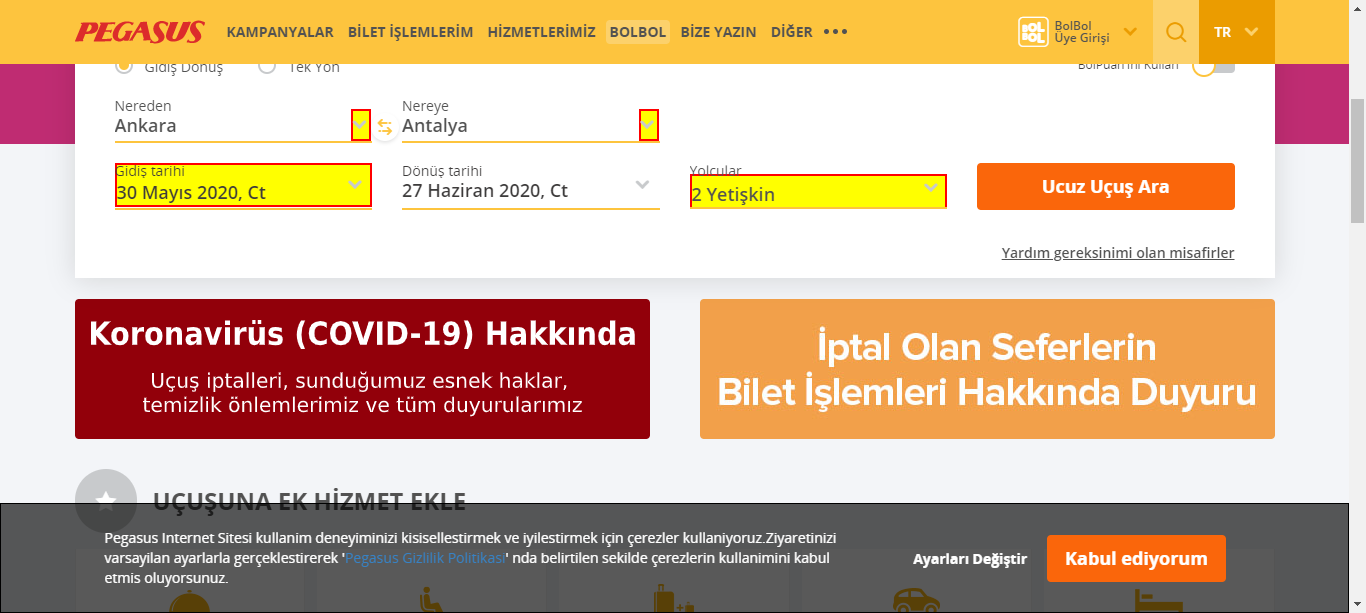 PEGASUS
KAMPANYALAR BİLET İŞLEMLERİM HİZMETLERİMİZ BOLBOL BİZE YAZIN DİĞER •••
BOL BOL
BolBol
Üye Girişi
TR
Gidiş Dönüş
Tek Yön
BolPuan'ını Kullan
Nereden
Ankara
Nereye
Antalya
Gidiş tarihi
30 Mayıs 2020, Ct
Dönüş tarihi
27 Haziran 2020, Ct
Yolcular
2 Yetişkin
Ucuz Uçuş Ara
Yardım gereksinimi olan misafirler
Koronavirüs (COVID-19) Hakkında
Uçuş iptalleri, sunduğumuz esnek haklar,
temizlik önlemlerimiz ve tüm duyurularımız
İptal Olan Seferlerin
Bilet İşlemleri Hakkında Duyuru
UÇUŞUNA EK HİZMET EKLE
Pegasus Internet Sitesi kullanim deneyiminizi kisisellestirmek ve iyilestirmek için çerezler kullaniyoruz.Ziyaretinizi
varsayilan ayarlarla gerçeklestirerek 'Pegasus Gizlilik Politikasi' nda belirtilen sekilde çerezlerin kullanimini kabul
etmis oluyorsunuz.
Ayarları Değiştir
Kabul ediyorum